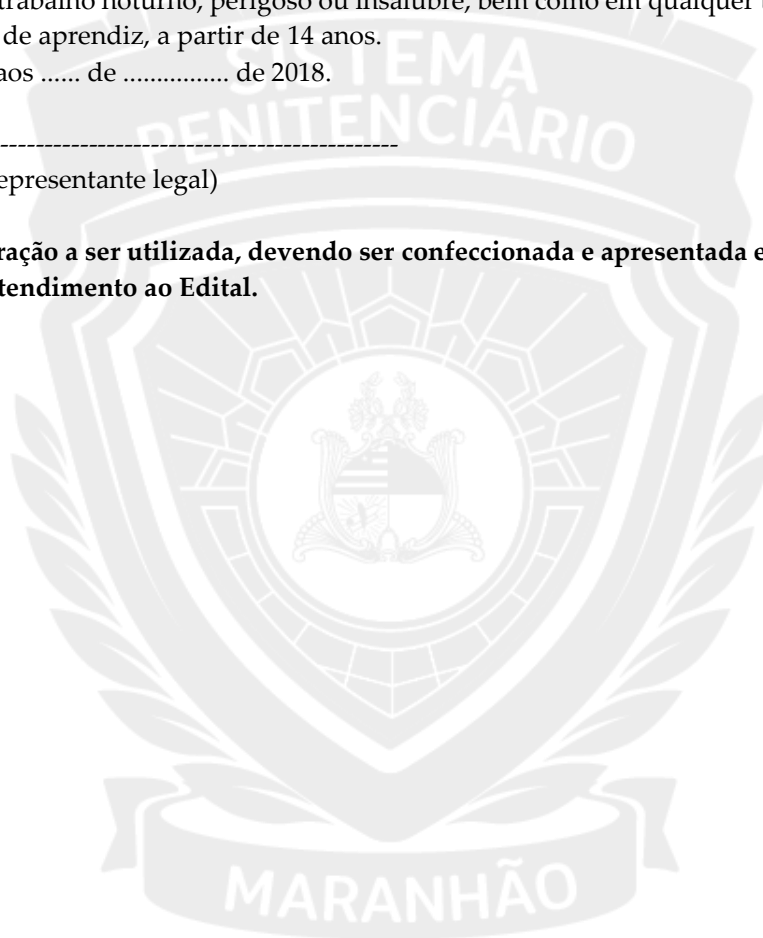 trabalho noturno, perigoso ou insalubre, bem como em qualquer
de aprendiz, a partir de 14 anos.
aos ...... de ............... de 2018.
SISTEMA
PENITENCIÁRIO
----------------------------------------------
epresentante legal)
ração a ser utilizada, devendo ser confeccionada e apresentada e
tendimento ao Edital.
MARANHÃO